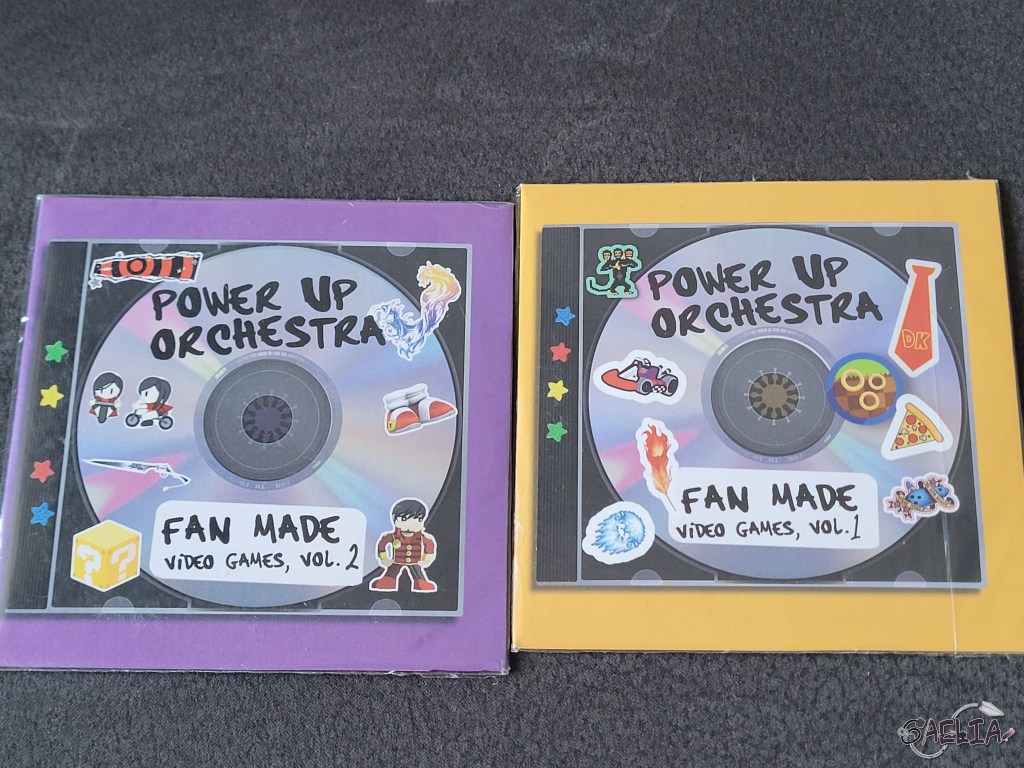 POWER UP
ORCHESTRA
FAN MADE
VIDEO GAMES, VOL. 2
? ?
POWER UP
ORCHESTRA
DK
FAN MADE
VIDEO GAMES, VOL. 1
SAELIA